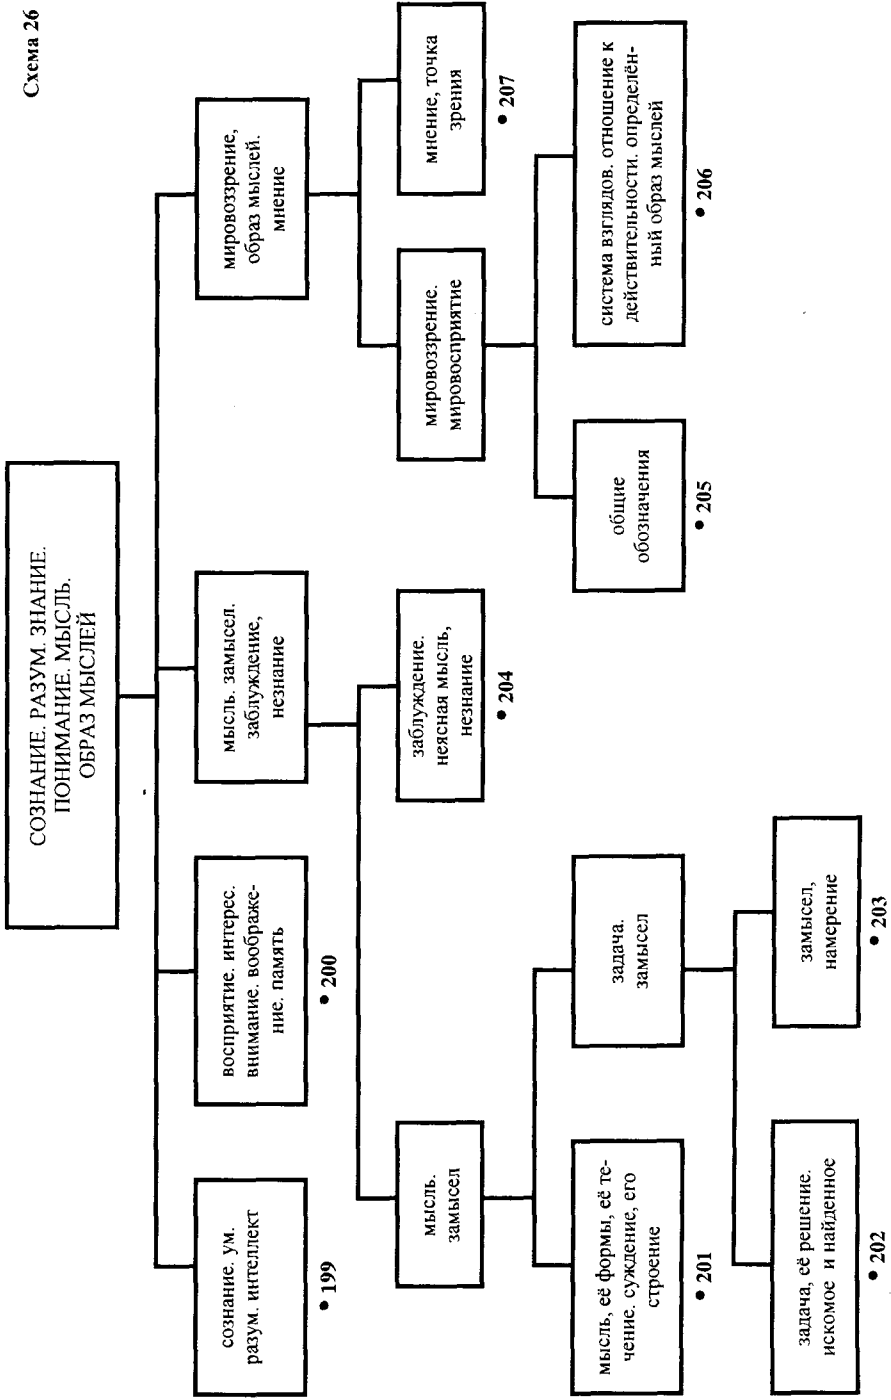 Схема 26
СОЗНАНИЕ. РАЗУМ. ЗНАНИЕ.
ПОНИМАНИЕ. МЫСЛЬ.
ОБРАЗ МЫСЛЕЙ
сознание. ум.
разум. интеллект
• 199
восприятие. интерес.
внимание. воображе-
ние. память
• 200
мысль. замысел.
заблуждение,
незнание
мировоззрение,
образ мыслей.
мнение
мысль.
замысел
заблуждение.
неясная мысль,
незнание
• 204
мировоззрение.
мировосприятие
мнение, точка
зрения
• 207
мысль, её формы, её те-
чение. суждение, его
строение
• 201
задача.
замысел
общие
обозначения
• 205
система взглядов. отношение к
действительности. определён-
ный образ мыслей
• 206
задача, её решение.
искомое и найденное
• 202
замысел,
намерение
• 203